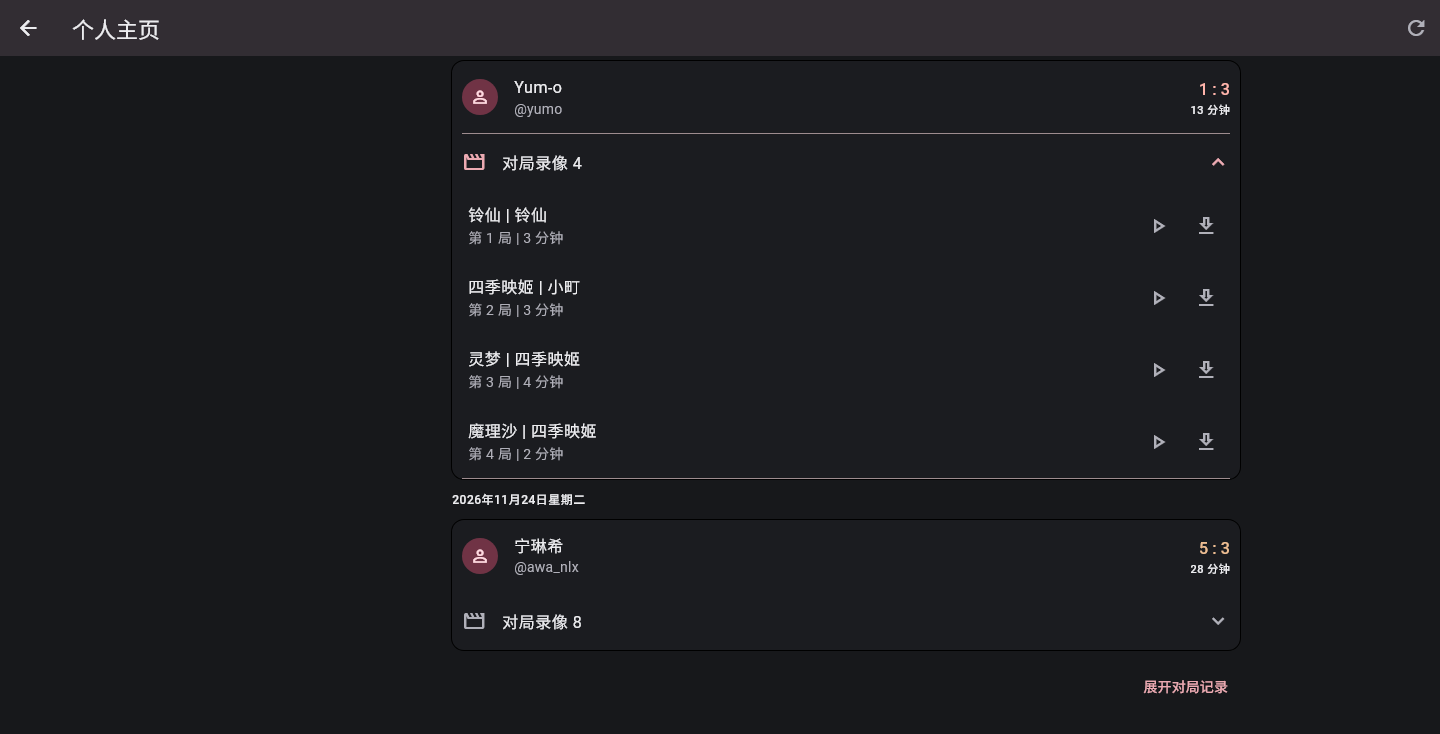 个人主页
Yum-o
@yumo
1 : 3
13 分钟
对局录像 4
铃仙 | 铃仙
第 1 局 | 3 分钟
四季映姬 | 小町
第 2 局 | 3 分钟
灵梦 | 四季映姬
第 3 局 | 4 分钟
魔理沙 | 四季映姬
第 4 局 | 2 分钟
2026年11月24日星期二
宁琳希
@awa_nlx
5 : 3
28 分钟
对局录像 8
展开对局记录